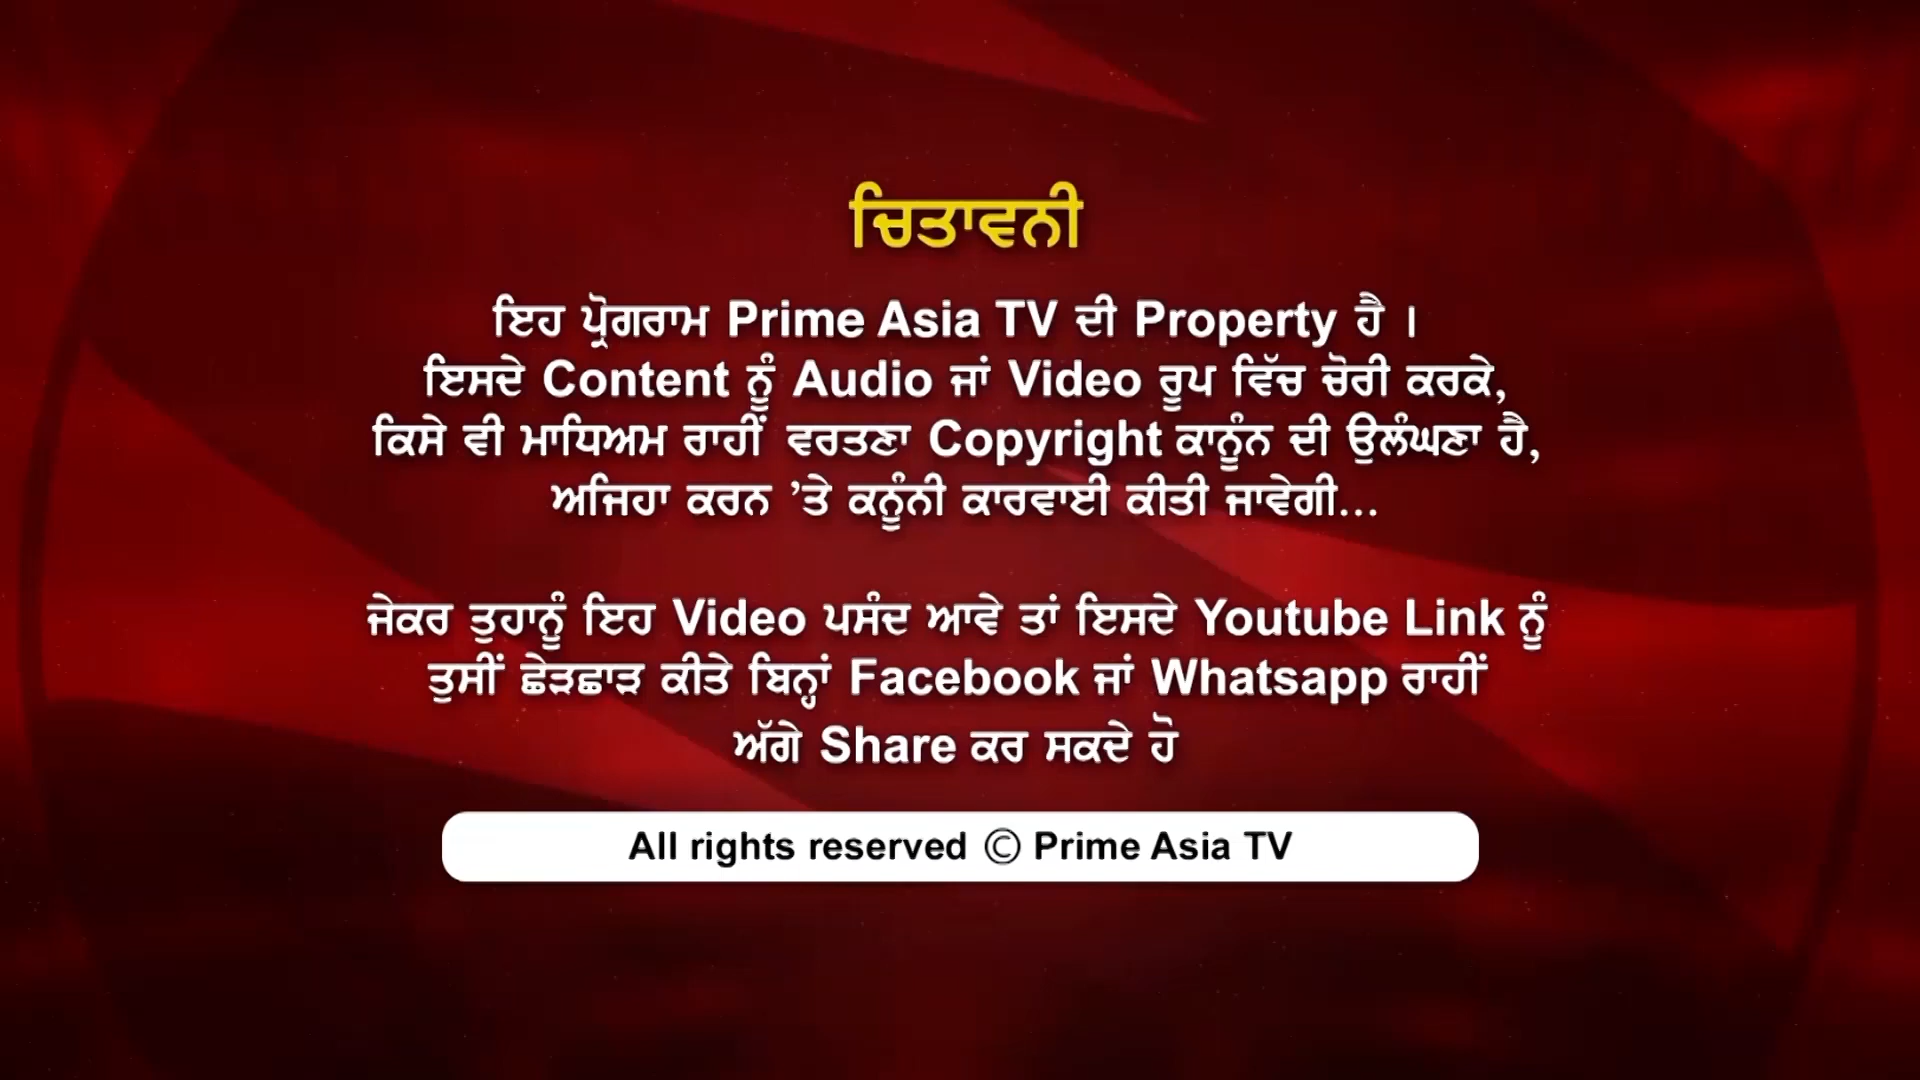 ਚਿਤਾਵਨੀ
ਇਹ ਪ੍ਰੋਗਰਾਮ Prime Asia TV ਦੀ Property ਹੈ ।
ਇਸਦੇ Content ਨੂੰ Audio ਜਾਂ Video ਰੂਪ ਵਿੱਚ ਚੋਰੀ ਕਰਕੇ,
ਕਿਸੇ ਵੀ ਮਾਧਿਅਮ ਰਾਹੀਂ ਵਰਤਣਾ Copyright ਕਾਨੂੰਨ ਦੀ ਉਲੰਘਣਾ ਹੈ,
ਅਜਿਹਾ ਕਰਨ ’ਤੇ ਕਨੂੰਨੀ ਕਾਰਵਾਈ ਕੀਤੀ ਜਾਵੇਗੀ...
ਜੇਕਰ ਤੁਹਾਨੂੰ ਇਹ Video ਪਸੰਦ ਆਵੇ ਤਾਂ ਇਸਦੇ Youtube Link ਨੂੰ
ਤੁਸੀਂ ਛੇੜਛਾੜ ਕੀਤੇ ਬਿਨ੍ਹਾਂ Facebook ਜਾਂ Whatsapp ਰਾਹੀਂ
ਅੱਗੇ Share ਕਰ ਸਕਦੇ ਹੋ
All rights reserved © Prime Asia TV